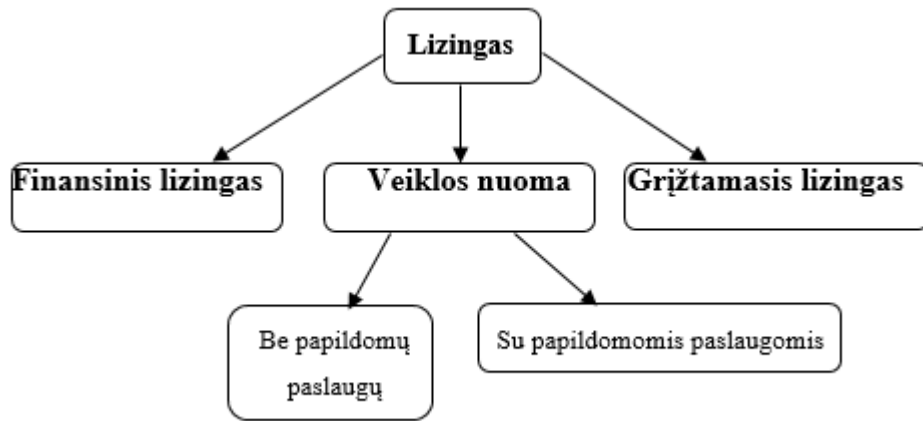 Lizingas
Finansinis lizingas
Veiklos nuoma
Grįžtamasis lizingas
Be papildomų
paslaugų
Su papildomomis paslaugomis